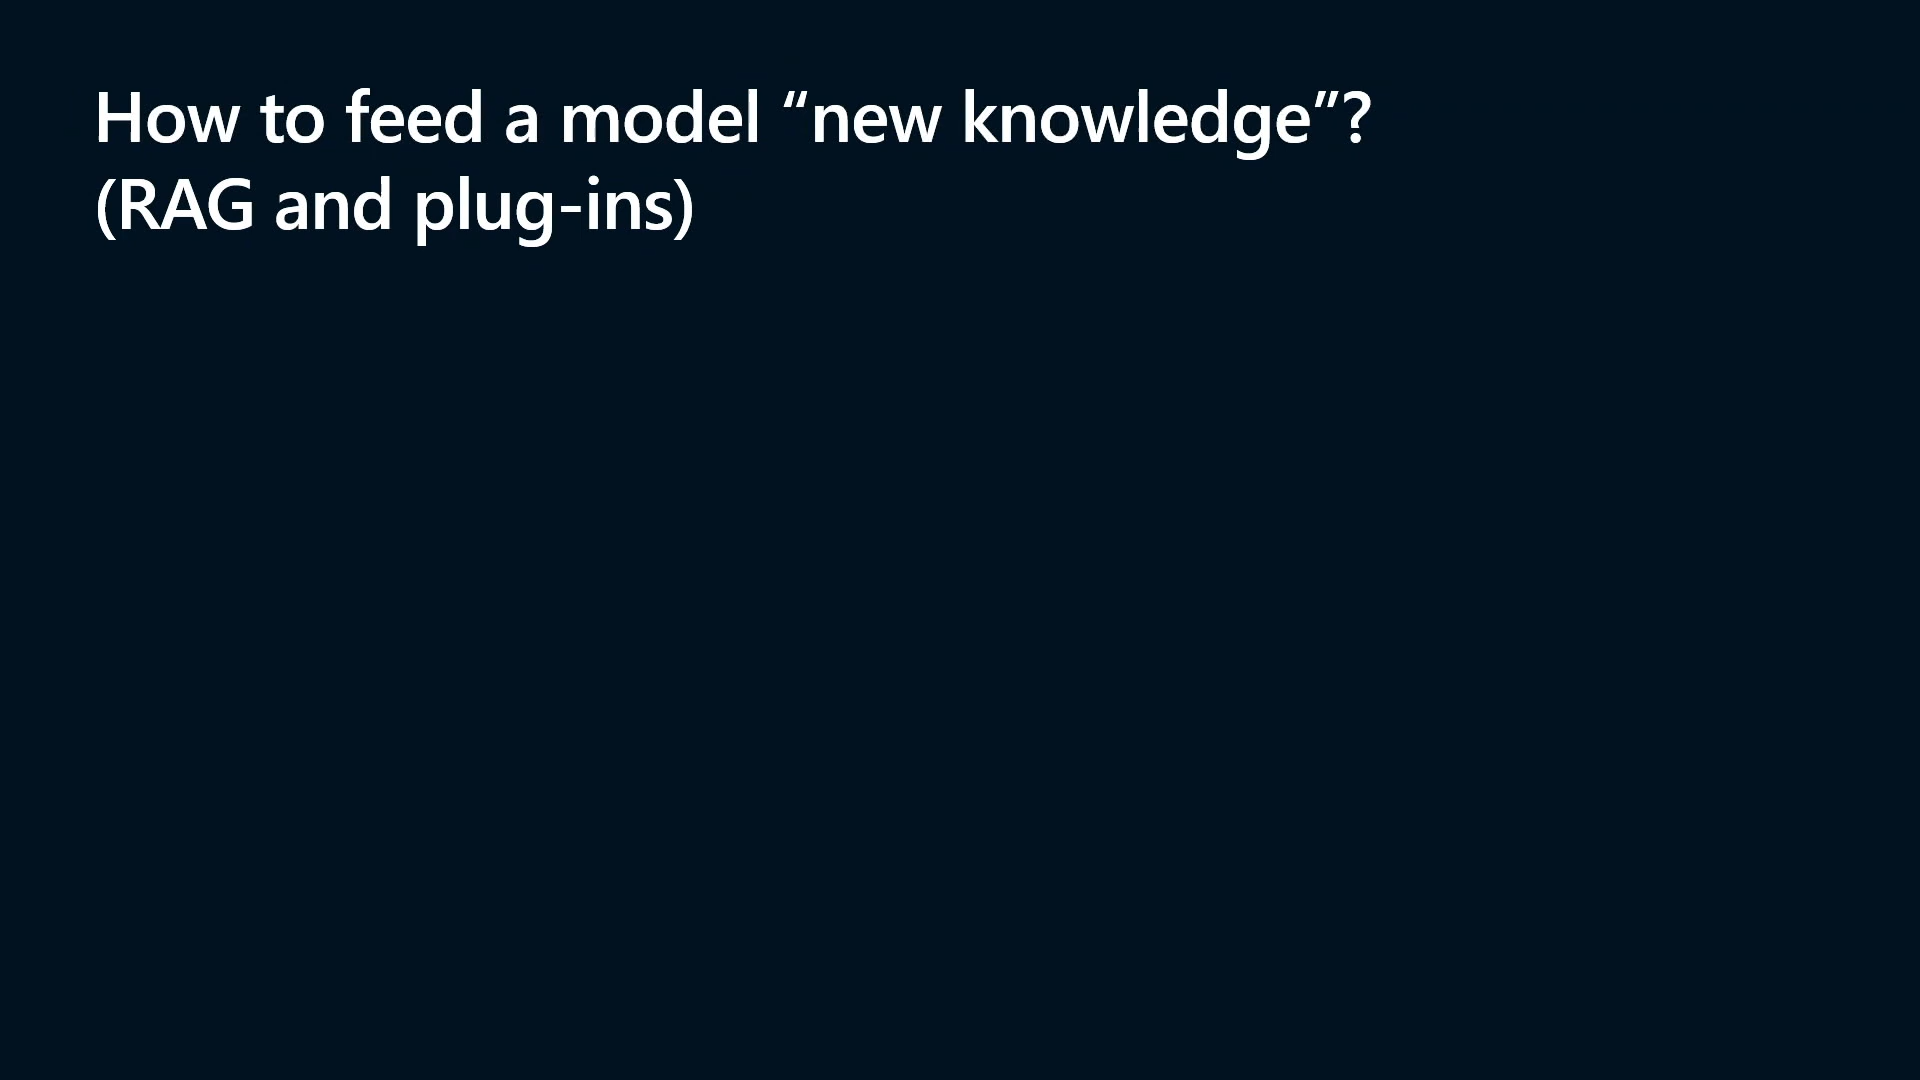 How to feed a model “new knowledge”?
(RAG and plug-ins)